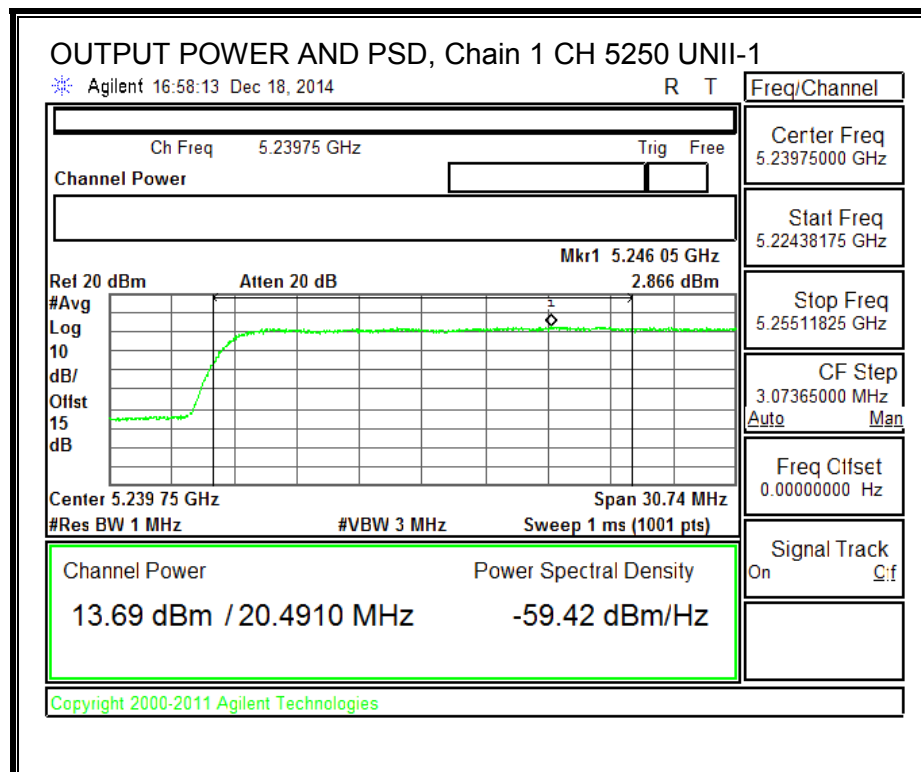 OUTPUT POWER AND PSD, Chain 1 CH 5250 UNII-1
Agilent 16:58:13 Dec 18, 2014 R T
Freq/Channel
Ch Freq 5.23975 GHz Trig Free
Channel Power
Center Freq
5.23975000 GHz
Start Freq
5.22438175 GHz
Mkr1 5.246 05 GHz
Ref 20 dBm Atten 20 dB 2.866 dBm
#Avg
Log
10
dB/
Offst
15
dB
1
Stop Freq
5.25511825 GHz
CF Step
3.07365000 MHz
Auto Man
Center 5.239 75 GHz Span 30.74 MHz
#Res BW 1 MHz #VBW 3 MHz Sweep 1 ms (1001 pts)
Freq Offset
0.00000000 Hz
Signal Track
On Off
Channel Power Power Spectral Density
13.69 dBm / 20.4910 MHz -59.42 dBm/Hz
Copyright 2000-2011 Agilent Technologies